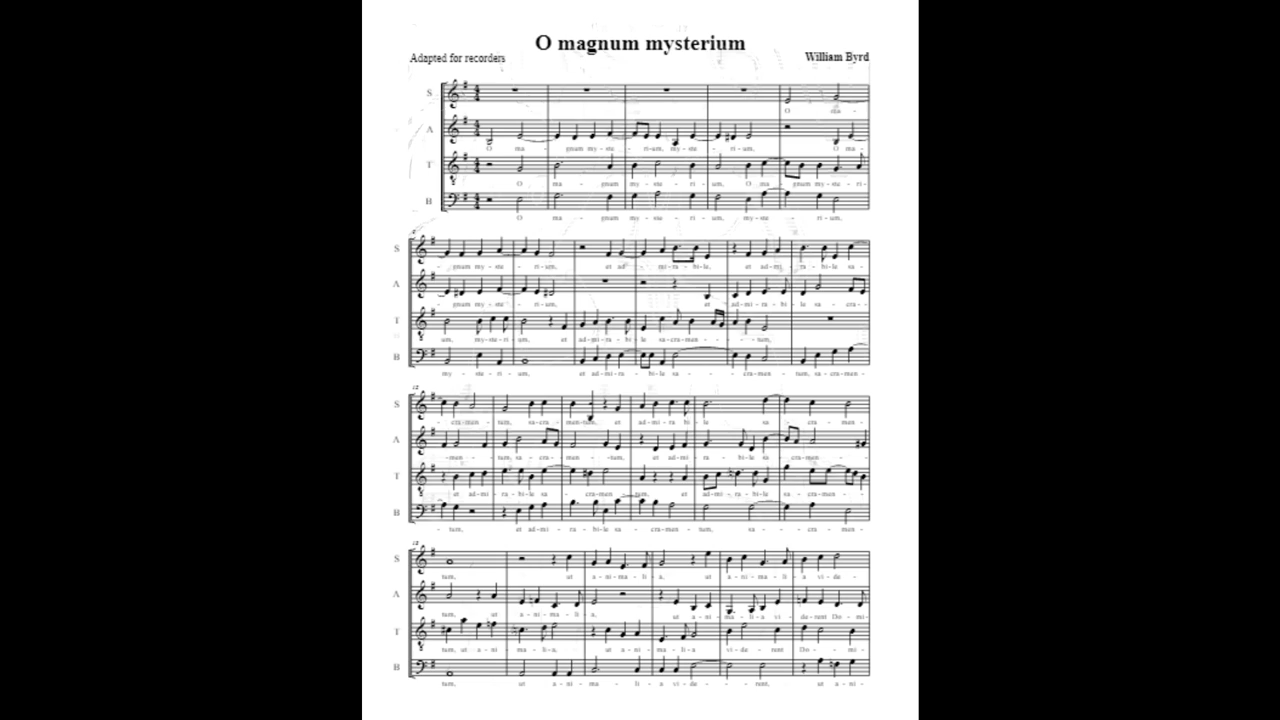 O magnum mysterium
Adapted for recorders
William Byrd
S
O ma -
A
O ma - gnum my - ste - ri - um, my - ste - ri - um, O ma -
T
O ma - gnum my - ste - ri - um, O ma - gnum my - ste - ri -
B
O ma - gnum my - ste - ri - um, my - ste - ri - um,
S
- gnum my - ste - ri - um, et ad - mi - ra - bi - le, et ad - mi - ra - bi - le sa -
A
- gnum my - ste - ri - um, et ad - mi - ra - bi - le sa - cra -
T
um, my - ste - ri - um, et ad - mi - ra - bi - le sa - cra - men - tum,
B
my - ste - ri - um, et ad - mi - ra - bi - le sa - cra - men - tum, sa - cra - men -
12
S
- cra - men - tum, sa - cra - men - tum, et ad - mi - ra - bi - le sa - cra - men -
A
- men - tum, sa - cra - men - tum, et ad - mi - ra - bi - le sa - cra - men -
T
et ad - mi - ra - bi - le sa - cra - men - tum, et ad - mi - ra - bi - le sa - cra - men -
B
- tum, et ad - mi - ra - bi - le sa - cra - men - tum, sa - cra - men -
18
S
tum, ut a - ni - ma - li - a, ut a - ni - ma - li - a vi - de -
A
tum, ut a - ni - ma - li - a, ut a - ni - ma - li - a vi - de - rent Do - mi -
T
tum, ut a - ni - ma - li - a, ut a - ni - ma - li - a vi - de - rent Do - mi -
B
tum, ut a - ni - ma - li - a vi - de - rent, ut a - ni -